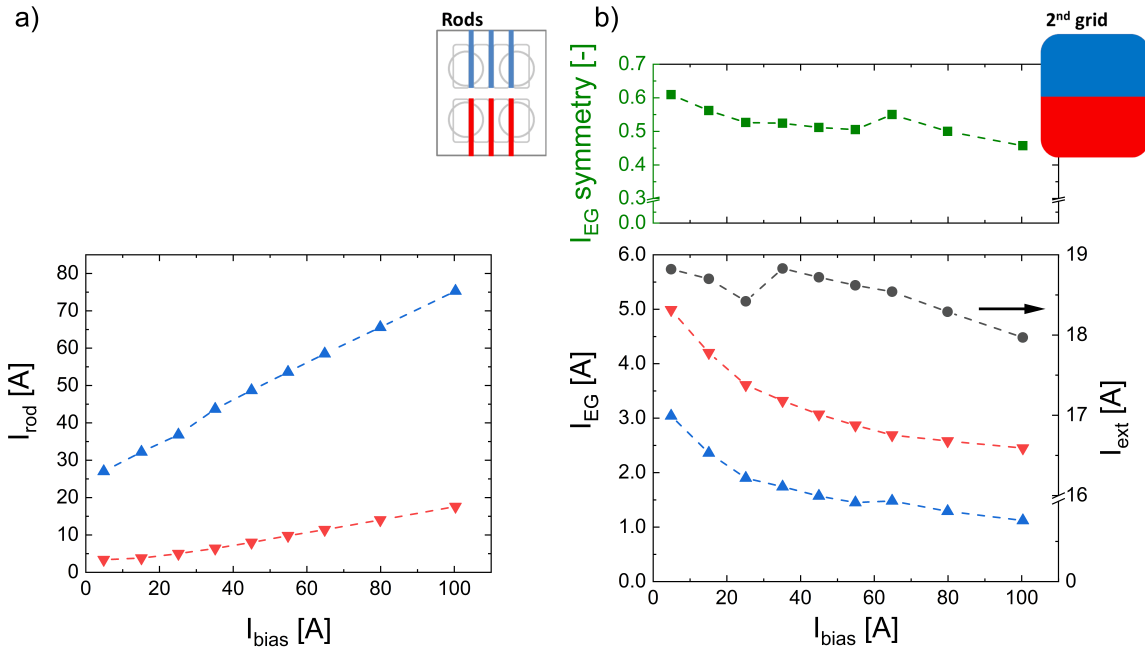 a)
Rods
b)
2nd grid
I_EG symmetry [-]
0.7
0.6
0.5
0.4
0.3
0.0
I_rod [A]
85
80
70
60
50
40
30
20
10
0
0 20 40 60 80 100
I_bias [A]
I_EG [A]
6.0
5.0
4.0
3.0
2.0
1.0
0.0
0 20 40 60 80 100
I_bias [A]
19
18
17
16
0
I_ext [A]